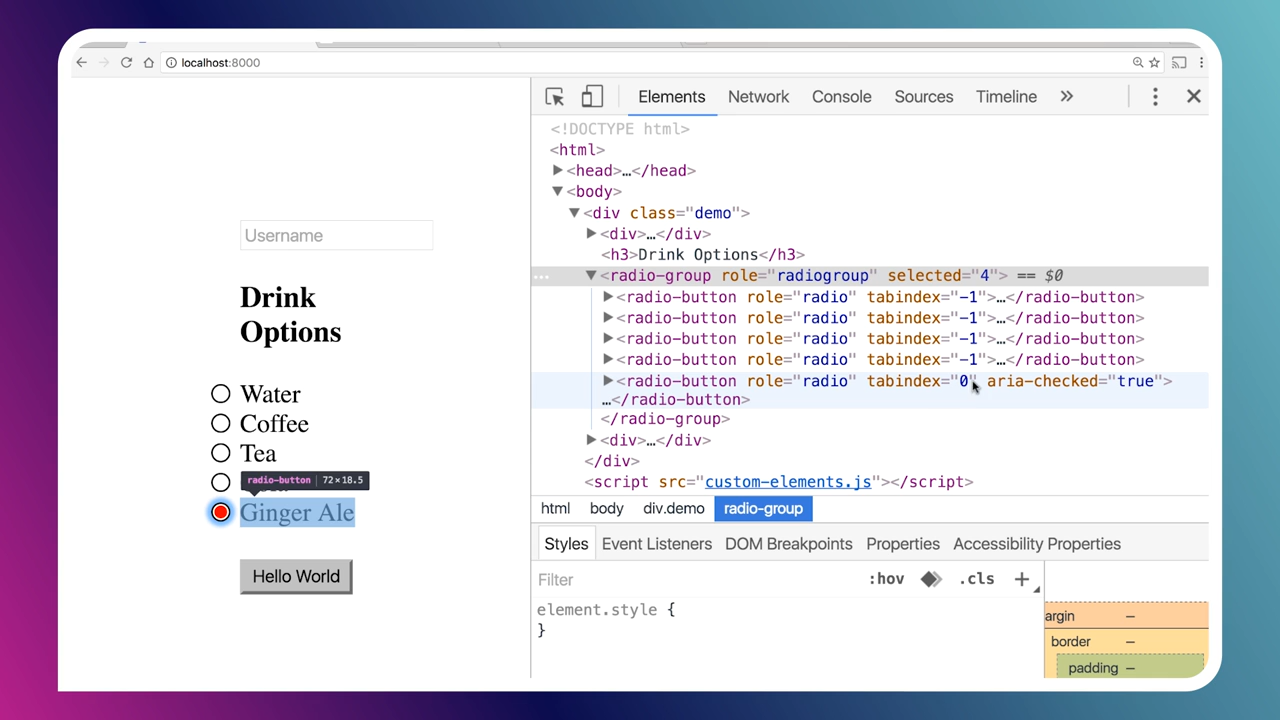 localhost:8000
Elements Network Console Sources Timeline »
<!DOCTYPE html>
<html>
▶<head>…</head>
▼<body>
▼<div class="demo">
▶<div>…</div>
<h3>Drink Options</h3>
▼<radio-group role="radiogroup" selected="4"> == $0
▶<radio-button role="radio" tabindex="-1">…</radio-button>
▶<radio-button role="radio" tabindex="-1">…</radio-button>
▶<radio-button role="radio" tabindex="-1">…</radio-button>
▶<radio-button role="radio" tabindex="-1">…</radio-button>
▶<radio-button role="radio" tabindex="0" aria-checked="true">
…</radio-button>
</radio-group>
▶<div>…</div>
</div>
<script src="custom-elements.js"></script>
html body div.demo radio-group
Styles Event Listeners DOM Breakpoints Properties Accessibility Properties
Filter :hov .cls +
element.style {
}
argin –
border –
padding –
Username
Drink
Options
Water
Coffee
Tea
radio-button 72×18.5
Ginger Ale
Hello World